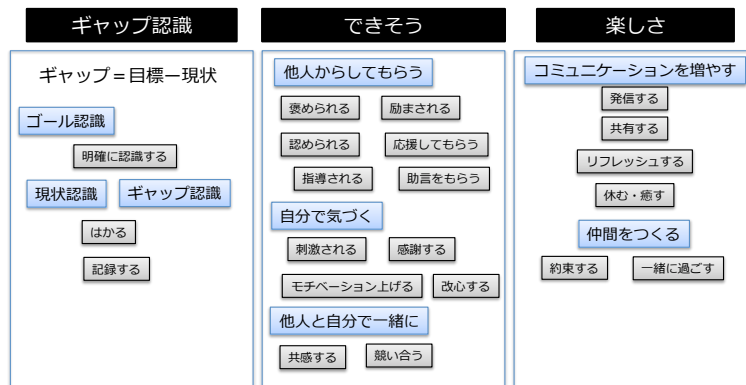 ギャップ認識
ギャップ＝目標ー現状
ゴール認識
明確に認識する
現状認識 ギャップ認識
はかる
記録する
できそう
他人からしてもらう
褒められる 励まされる
認められる 応援してもらう
指導される 助言をもらう
自分で気づく
刺激される 感謝する
モチベーション上げる 改心する
他人と自分で一緒に
共感する 競い合う
楽しさ
コミュニケーションを増やす
発信する
共有する
リフレッシュする
休む・癒す
仲間をつくる
約束する 一緒に過ごす